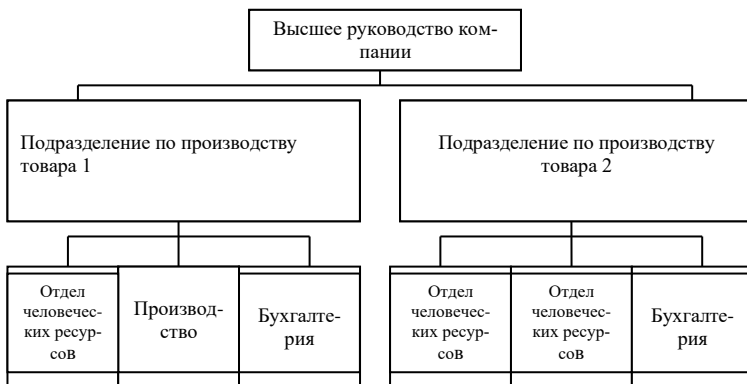 Высшее руководство ком-
пании
Подразделение по производству
товара 1
Подразделение по производству
товара 2
Отдел
человечес-
ких ресур-
сов
Производ-
ство
Бухгалте-
рия
Отдел
человечес-
ких ресур-
сов
Отдел
человечес-
ких ресур-
сов
Бухгалте-
рия